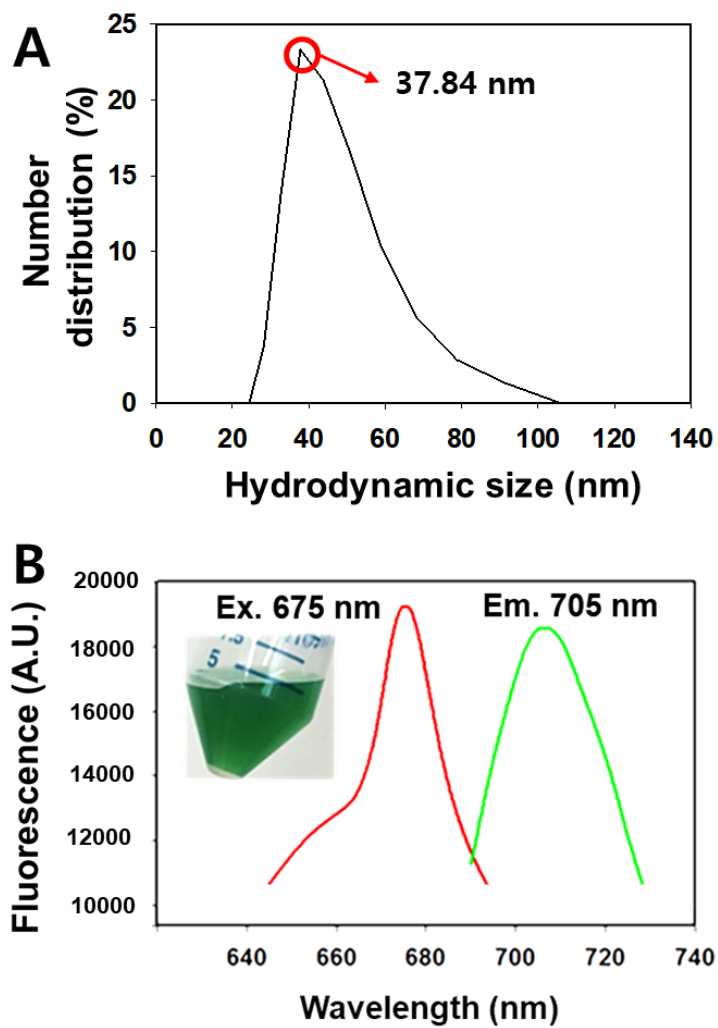 A
25
20
15
10
5
0
Number
distribution (%)
37.84 nm
0 20 40 60 80 100 120 140
Hydrodynamic size (nm)
B
20000
18000
16000
14000
12000
10000
Fluorescence (A.U.)
Ex. 675 nm
Em. 705 nm
5
640 660 680 700 720 740
Wavelength (nm)